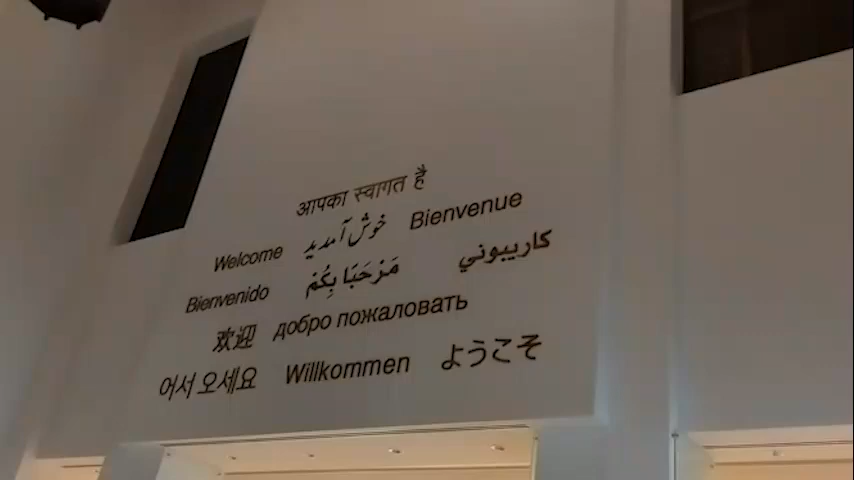 आपका स्वागत है
Welcome خوش آمدید Bienvenue
Bienvenido مَرْحَبًا بِكُمْ كاريبوني
欢迎 добро пожаловать
어서 오세요 Willkommen ようこそ